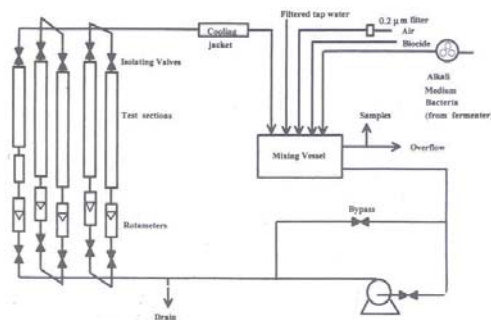 Filtered tap water
0.2 µm filter
Air
Biocide
Cooling
jacket
Isolating Valves
Alkali
Medium
Bacteria
(from fermenter)
Test sections
Samples
Mixing Vessel
Overflow
Bypass
Rotameters
Drain